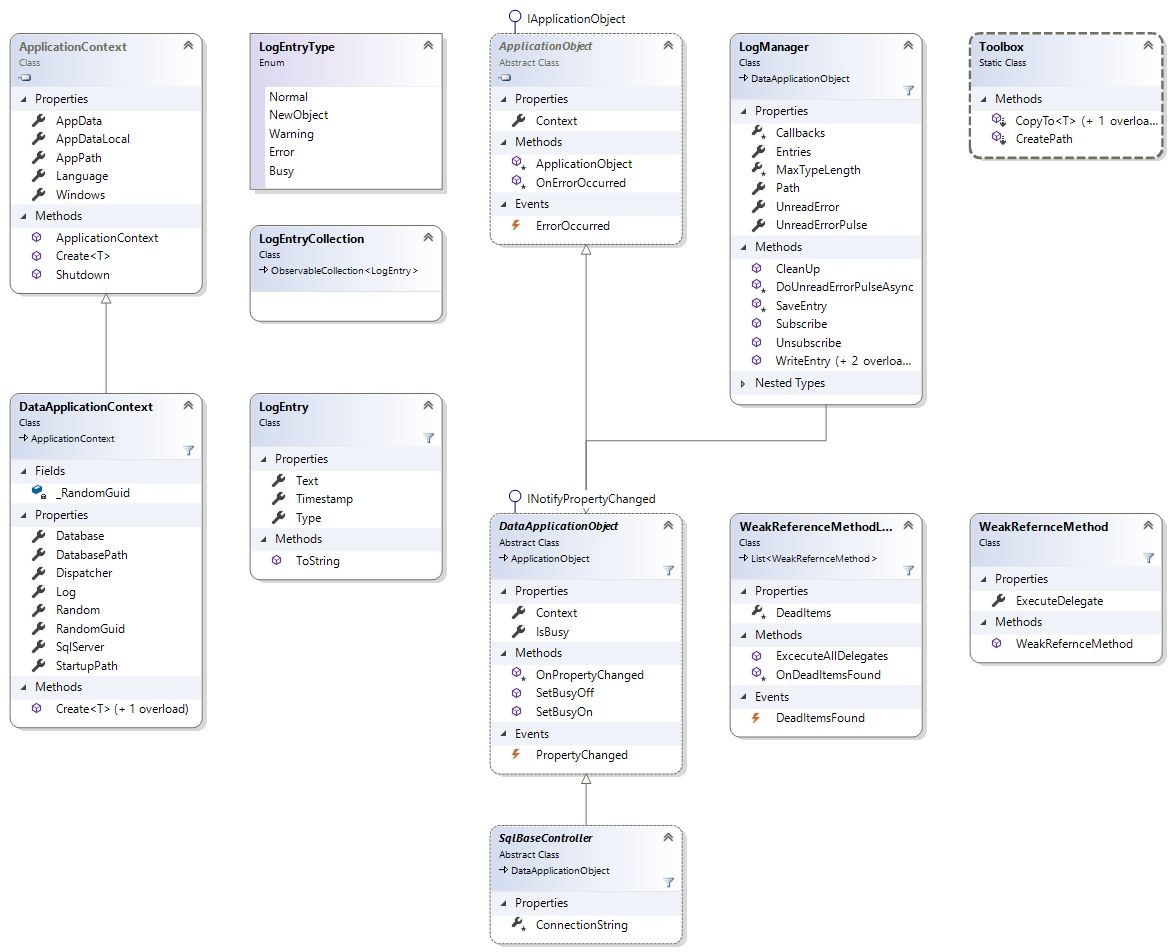 ApplicationContext
Class
Properties
AppData
AppDataLocal
AppPath
Language
Windows
Methods
ApplicationContext
Create<T>
Shutdown
LogEntryType
Enum
Normal
NewObject
Warning
Error
Busy
LogEntryCollection
Class
ObservableCollection<LogEntry>
IApplicationObject
ApplicationObject
Abstract Class
Properties
Context
Methods
ApplicationObject
OnErrorOccurred
Events
ErrorOccurred
LogManager
Class
DataApplicationObject
Properties
Callbacks
Entries
MaxTypeLength
Path
UnreadError
UnreadErrorPulse
Methods
CleanUp
DoUnreadErrorPulseAsync
SaveEntry
Subscribe
Unsubscribe
WriteEntry (+ 2 overloa...
Nested Types
Toolbox
Static Class
Methods
CopyTo<T> (+ 1 overloa...
CreatePath
DataApplicationContext
Class
ApplicationContext
Fields
_RandomGuid
Properties
Database
DatabasePath
Dispatcher
Log
Random
RandomGuid
SqlServer
StartupPath
Methods
Create<T> (+ 1 overload)
LogEntry
Class
Properties
Text
Timestamp
Type
Methods
ToString
INotifyPropertyChanged
DataApplicationObject
Abstract Class
ApplicationObject
Properties
Context
IsBusy
Methods
OnPropertyChanged
SetBusyOff
SetBusyOn
Events
PropertyChanged
WeakReferenceMethodL...
Class
List<WeakRefernceMethod>
Properties
DeadItems
Methods
ExcecuteAllDelegates
OnDeadItemsFound
Events
DeadItemsFound
WeakRefernceMethod
Class
Properties
ExecuteDelegate
Methods
WeakRefernceMethod
SqlBaseController
Abstract Class
DataApplicationObject
Properties
ConnectionString